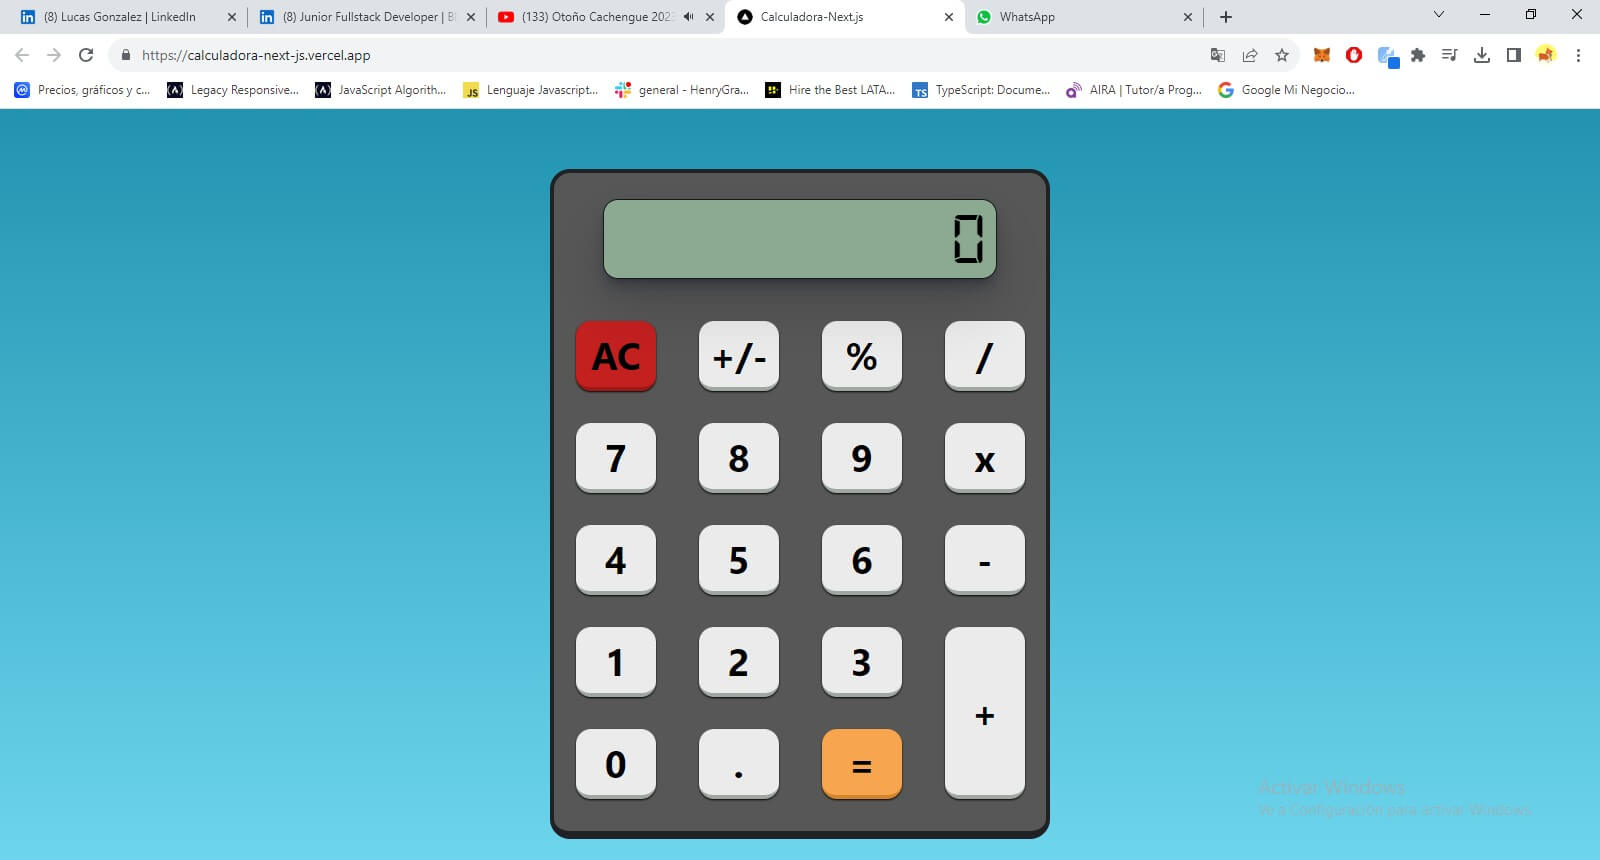 (8) Lucas Gonzalez | LinkedIn
(8) Junior Fullstack Developer |
(133) Otoño Cachengue 2023
Calculadora-Next.js
WhatsApp
https://calculadora-next-js.vercel.app
Precios, gráficos y c...
Legacy Responsive...
JavaScript Algorith...
JS
Lenguaje Javascript...
general - HenryGra...
Hire the Best LATA...
TS
TypeScript: Docume...
AIRA | Tutor/a Prog...
Google Mi Negocio...
0
AC +/- % /
7 8 9 x
4 5 6 -
1 2 3
+
0 . =
Activar Windows
Ve a Configuración para activar Windows.